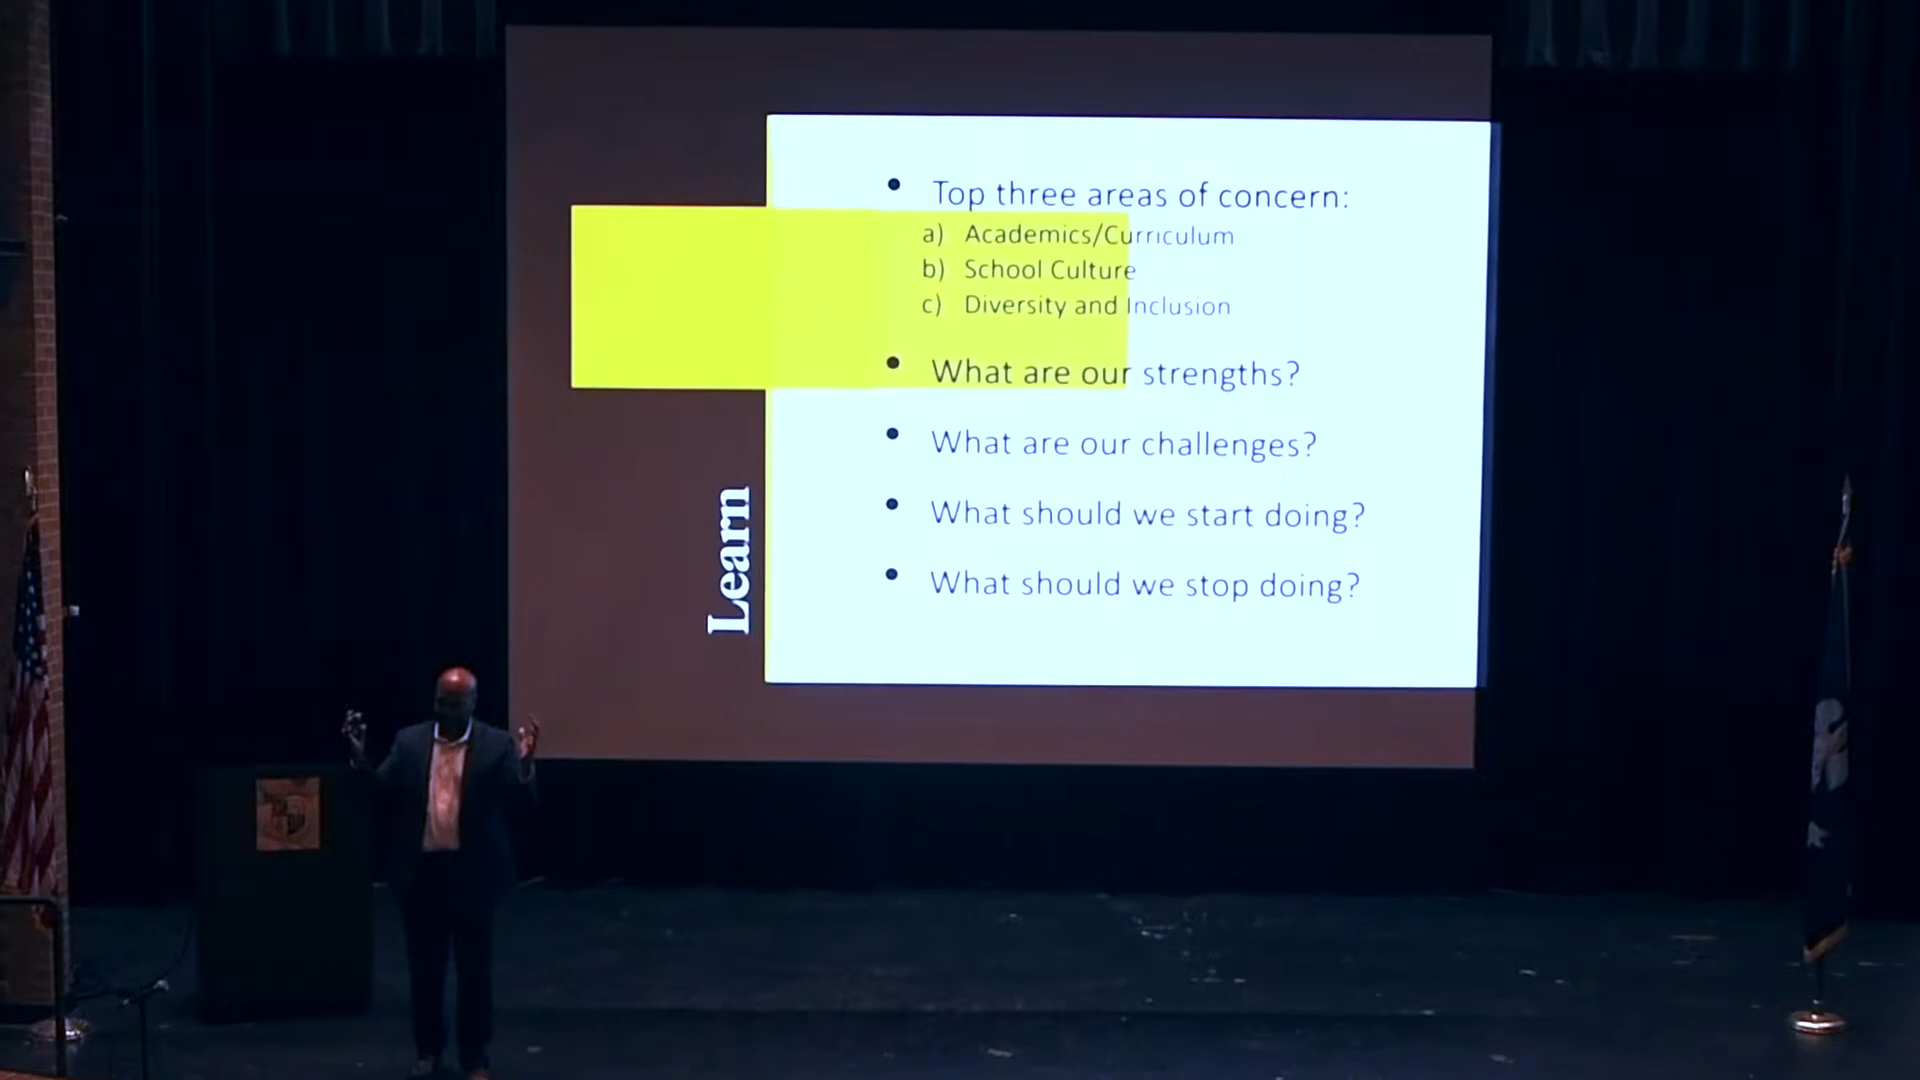 • Top three areas of concern:
a) Academics/Curriculum
b) School Culture
c) Diversity and Inclusion
• What are our strengths?
• What are our challenges?
• What should we start doing?
• What should we stop doing?
Learn